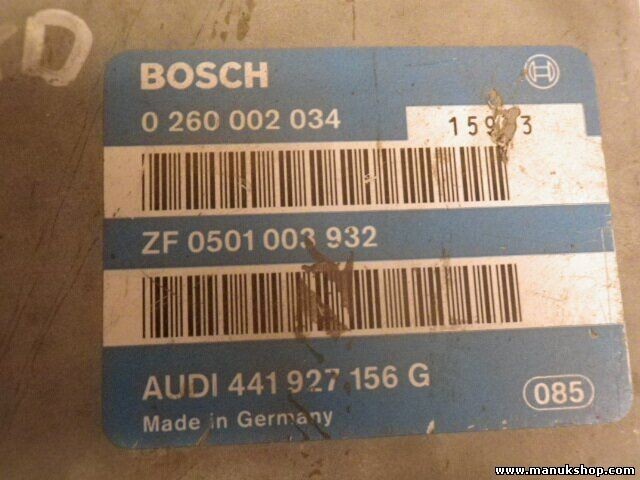 D
BOSCH
0 260 002 034
ZF 0501 003 932
AUDI 441 927 156 G
085
Made in Germany
www.manukshop.com